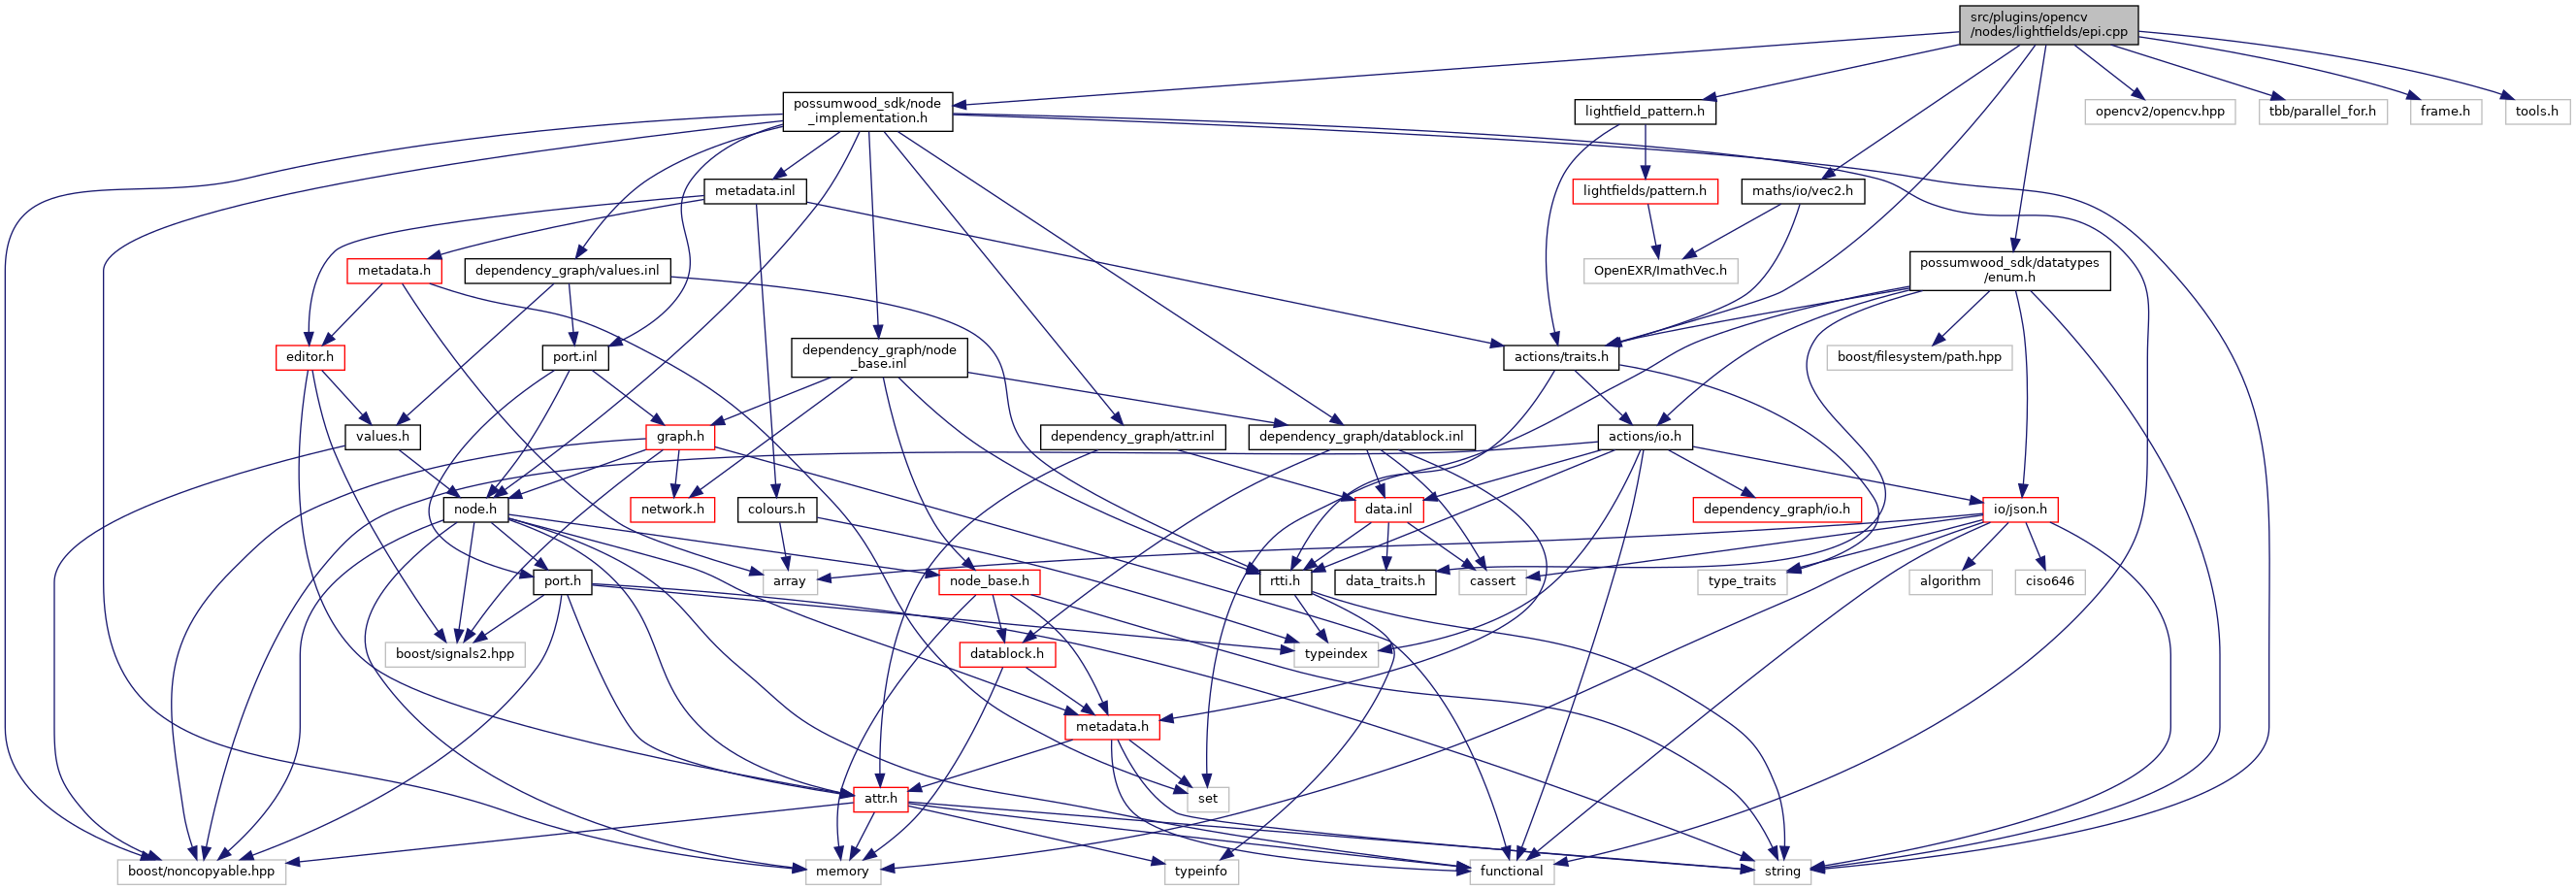 src/plugins/opencv
/nodes/lightfields/epi.cpp
possumwood_sdk/node
_implementation.h
lightfield_pattern.h
opencv2/opencv.hpp
tbb/parallel_for.h
frame.h
tools.h
metadata.inl
lightfields/pattern.h
maths/io/vec2.h
metadata.h
dependency_graph/values.inl
OpenEXR/ImathVec.h
possumwood_sdk/datatypes
/enum.h
editor.h
port.inl
dependency_graph/node
_base.inl
actions/traits.h
boost/filesystem/path.hpp
values.h
graph.h
dependency_graph/attr.inl
dependency_graph/datablock.inl
actions/io.h
node.h
network.h
colours.h
data.inl
dependency_graph/io.h
io/json.h
port.h
array
node_base.h
rtti.h
data_traits.h
cassert
type_traits
algorithm
ciso646
boost/signals2.hpp
datablock.h
typeindex
metadata.h
attr.h
set
boost/noncopyable.hpp
memory
typeinfo
functional
string